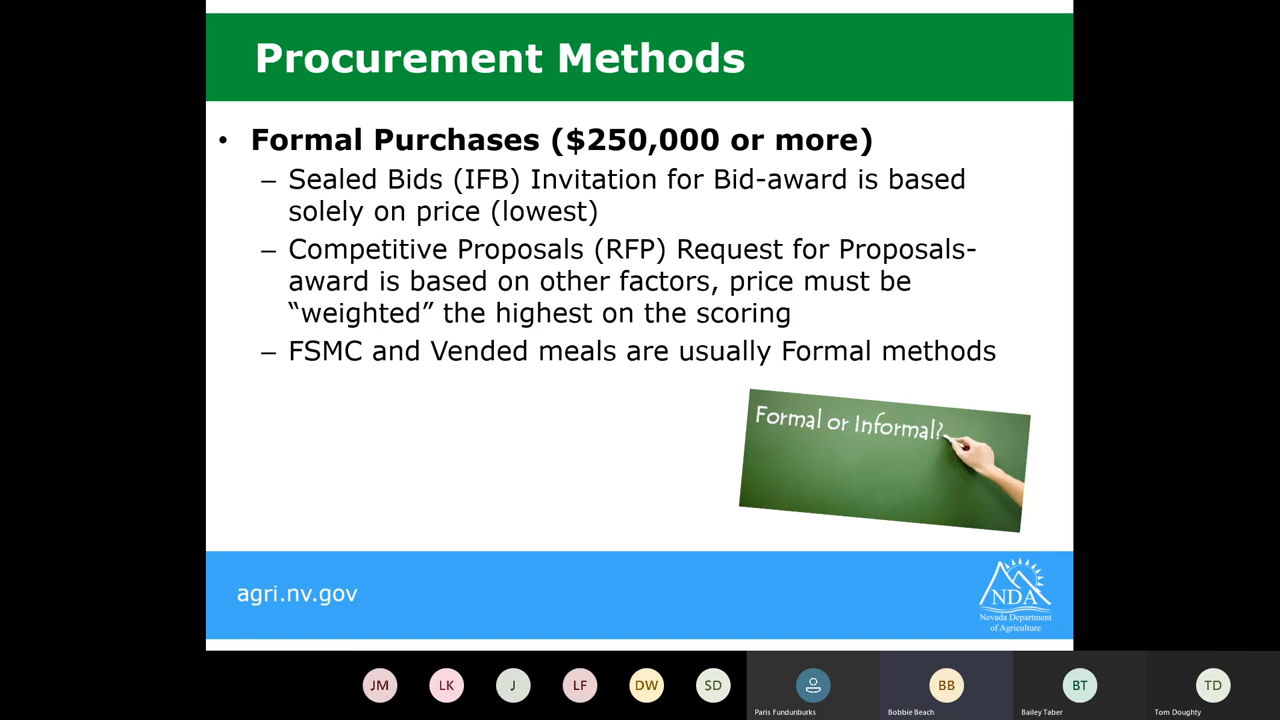 Procurement Methods
• Formal Purchases ($250,000 or more)
– Sealed Bids (IFB) Invitation for Bid-award is based
solely on price (lowest)
– Competitive Proposals (RFP) Request for Proposals-
award is based on other factors, price must be
“weighted” the highest on the scoring
– FSMC and Vended meals are usually Formal methods
Formal or Informal?
agri.nv.gov
NDA
Nevada Department
of Agriculture
JM LK J LF DW SD BB BT TD
Paris Fundunburks Bobbie Beach Bailey Taber Tom Doughty